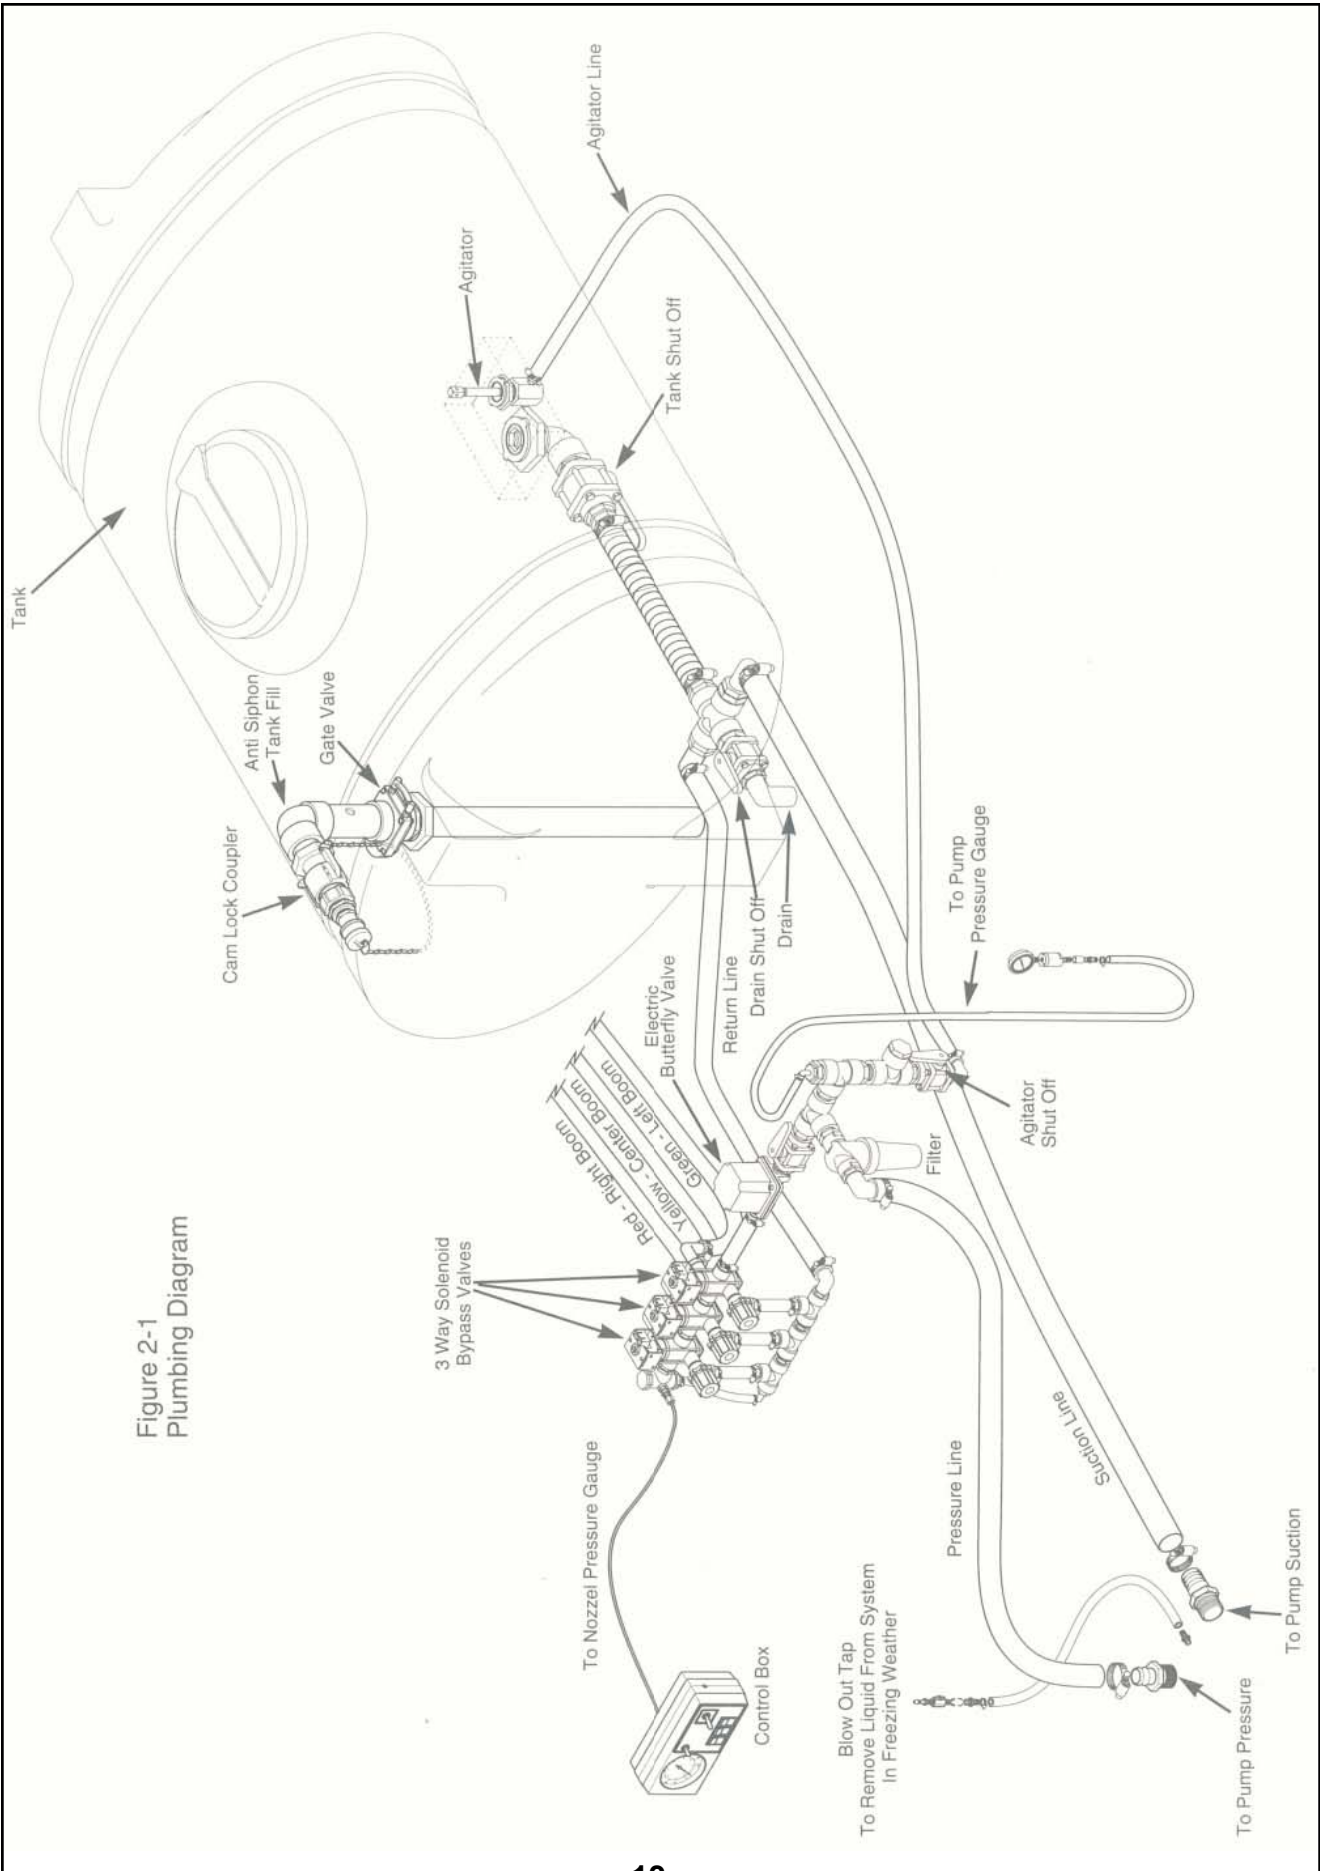 Figure 2-1
Plumbing Diagram
Tank
Anti Siphon
Tank Fill
Gate Valve
Cam Lock Coupler
Agitator
Agitator Line
Tank Shut Off
3 Way Solenoid
Bypass Valves
Red - Right Boom
Yellow - Center Boom
Green - Left Boom
Electric
Butterfly Valve
Return Line
Drain Shut Off
Drain
To Pump
Pressure Gauge
Agitator
Shut Off
Filter
To Nozzel Pressure Gauge
Control Box
Pressure Line
Suction Line
Blow Out Tap
To Remove Liquid From System
In Freezing Weather
To Pump Pressure
To Pump Suction